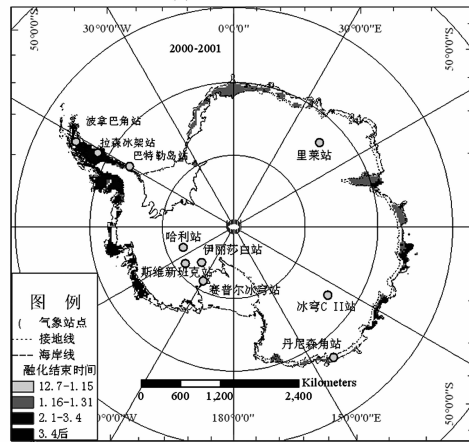 50°0'0"
30°0'0"W
0°0'0"
30°0'0"E
50°0'0"S
2000-2001
波拿巴角站
拉森冰架站
巴特勒岛站
里莱站
哈利站
伊丽莎白站
斯维新班克站
赛普尔冰穹站
冰穹C II站
丹尼森角站
图 例
( 气象站点
接地线
海岸线
融化结束时间
12.7-1.15
1.16-1.31
2.1-3.4
3.4后
Kilometers
0 600 1,200 2,400
180°0'0"
150°0'0"E